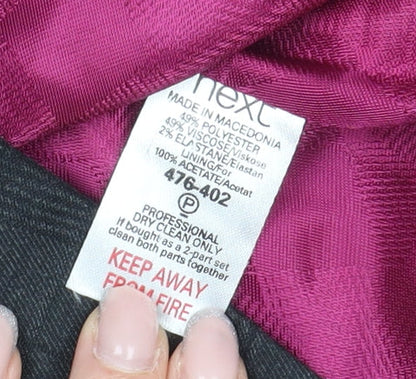 next
MADE IN MACEDONIA
49% POLYESTER
49% VISCOSE/Viskose
2% ELASTANE/Elastan
LINING/For
100% ACETATE/Acetat
476-402
P
PROFESSIONAL
DRY CLEAN ONLY
If bought as a 2-part set
clean both parts together
KEEP AWAY
FROM FIRE